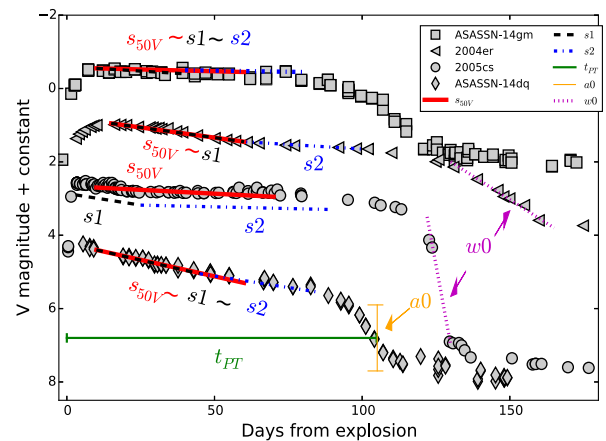 s50V ~ s1 ~ s2
ASASSN-14gm
2004er
2005cs
ASASSN-14dq
s50V
s1
s2
tPT
a0
w0
s50V ~ s1
s2
s50V
s1
s2
w0
s50V ~ s1 ~ s2
a0
tPT
0
2
4
6
8
V magnitude + constant
0
50
100
150
Days from explosion